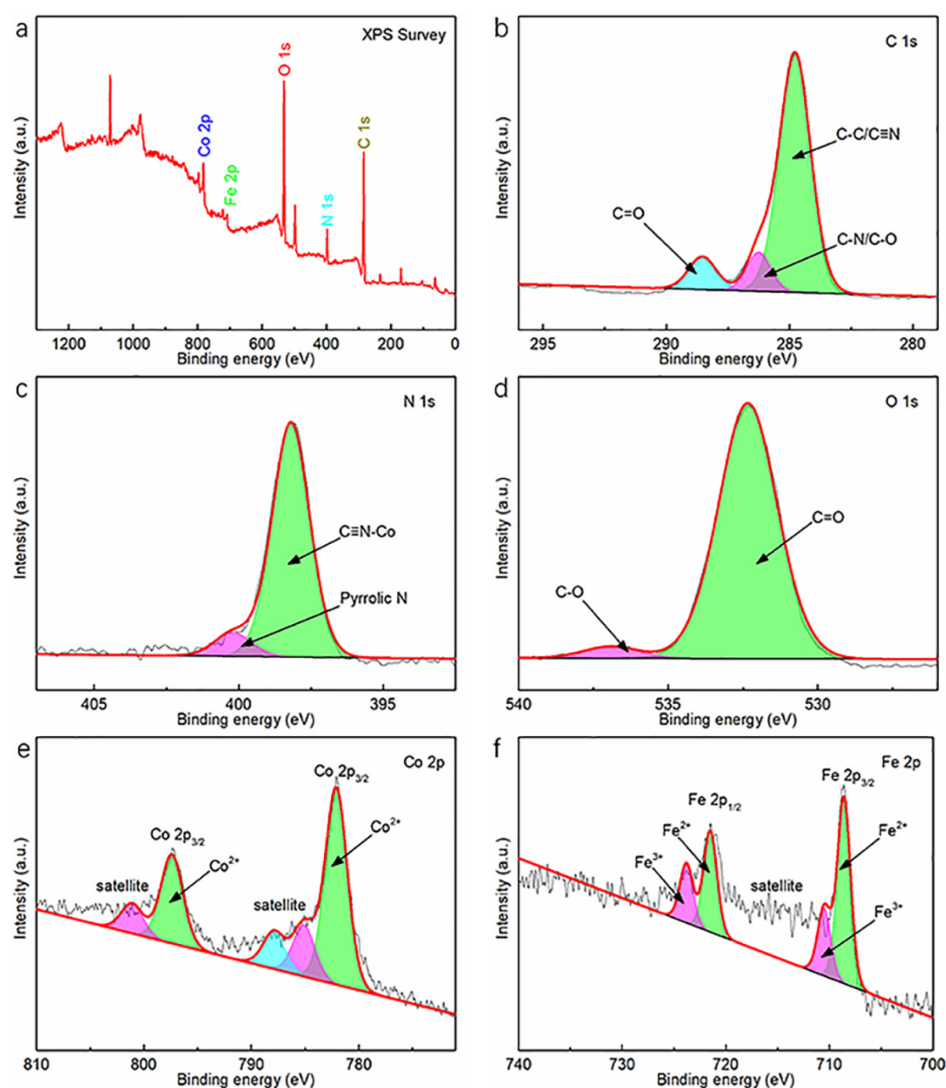 a
XPS Survey
O 1s
Co 2p
Fe 2p
N 1s
C 1s
Intensity (a.u.)
1200 1000 800 600 400 200 0
Binding energy (eV)
b
C 1s
C-C/C≡N
C=O
C-N/C-O
Intensity (a.u.)
295 290 285 280
Binding energy (eV)
c
N 1s
C≡N-Co
Pyrrolic N
Intensity (a.u.)
405 400 395
Binding energy (eV)
d
O 1s
C=O
C-O
Intensity (a.u.)
540 535 530
Binding energy (eV)
e
Co 2p
Co 2p3/2
Co2+
Co 2p3/2
Co2+
satellite
satellite
Intensity (a.u.)
810 800 790 780
Binding energy (eV)
f
Fe 2p
Fe 2p3/2
Fe 2p1/2
Fe2+
Fe2+
Fe3+
satellite
Fe3+
Intensity (a.u.)
740 730 720 710 700
Binding energy (eV)